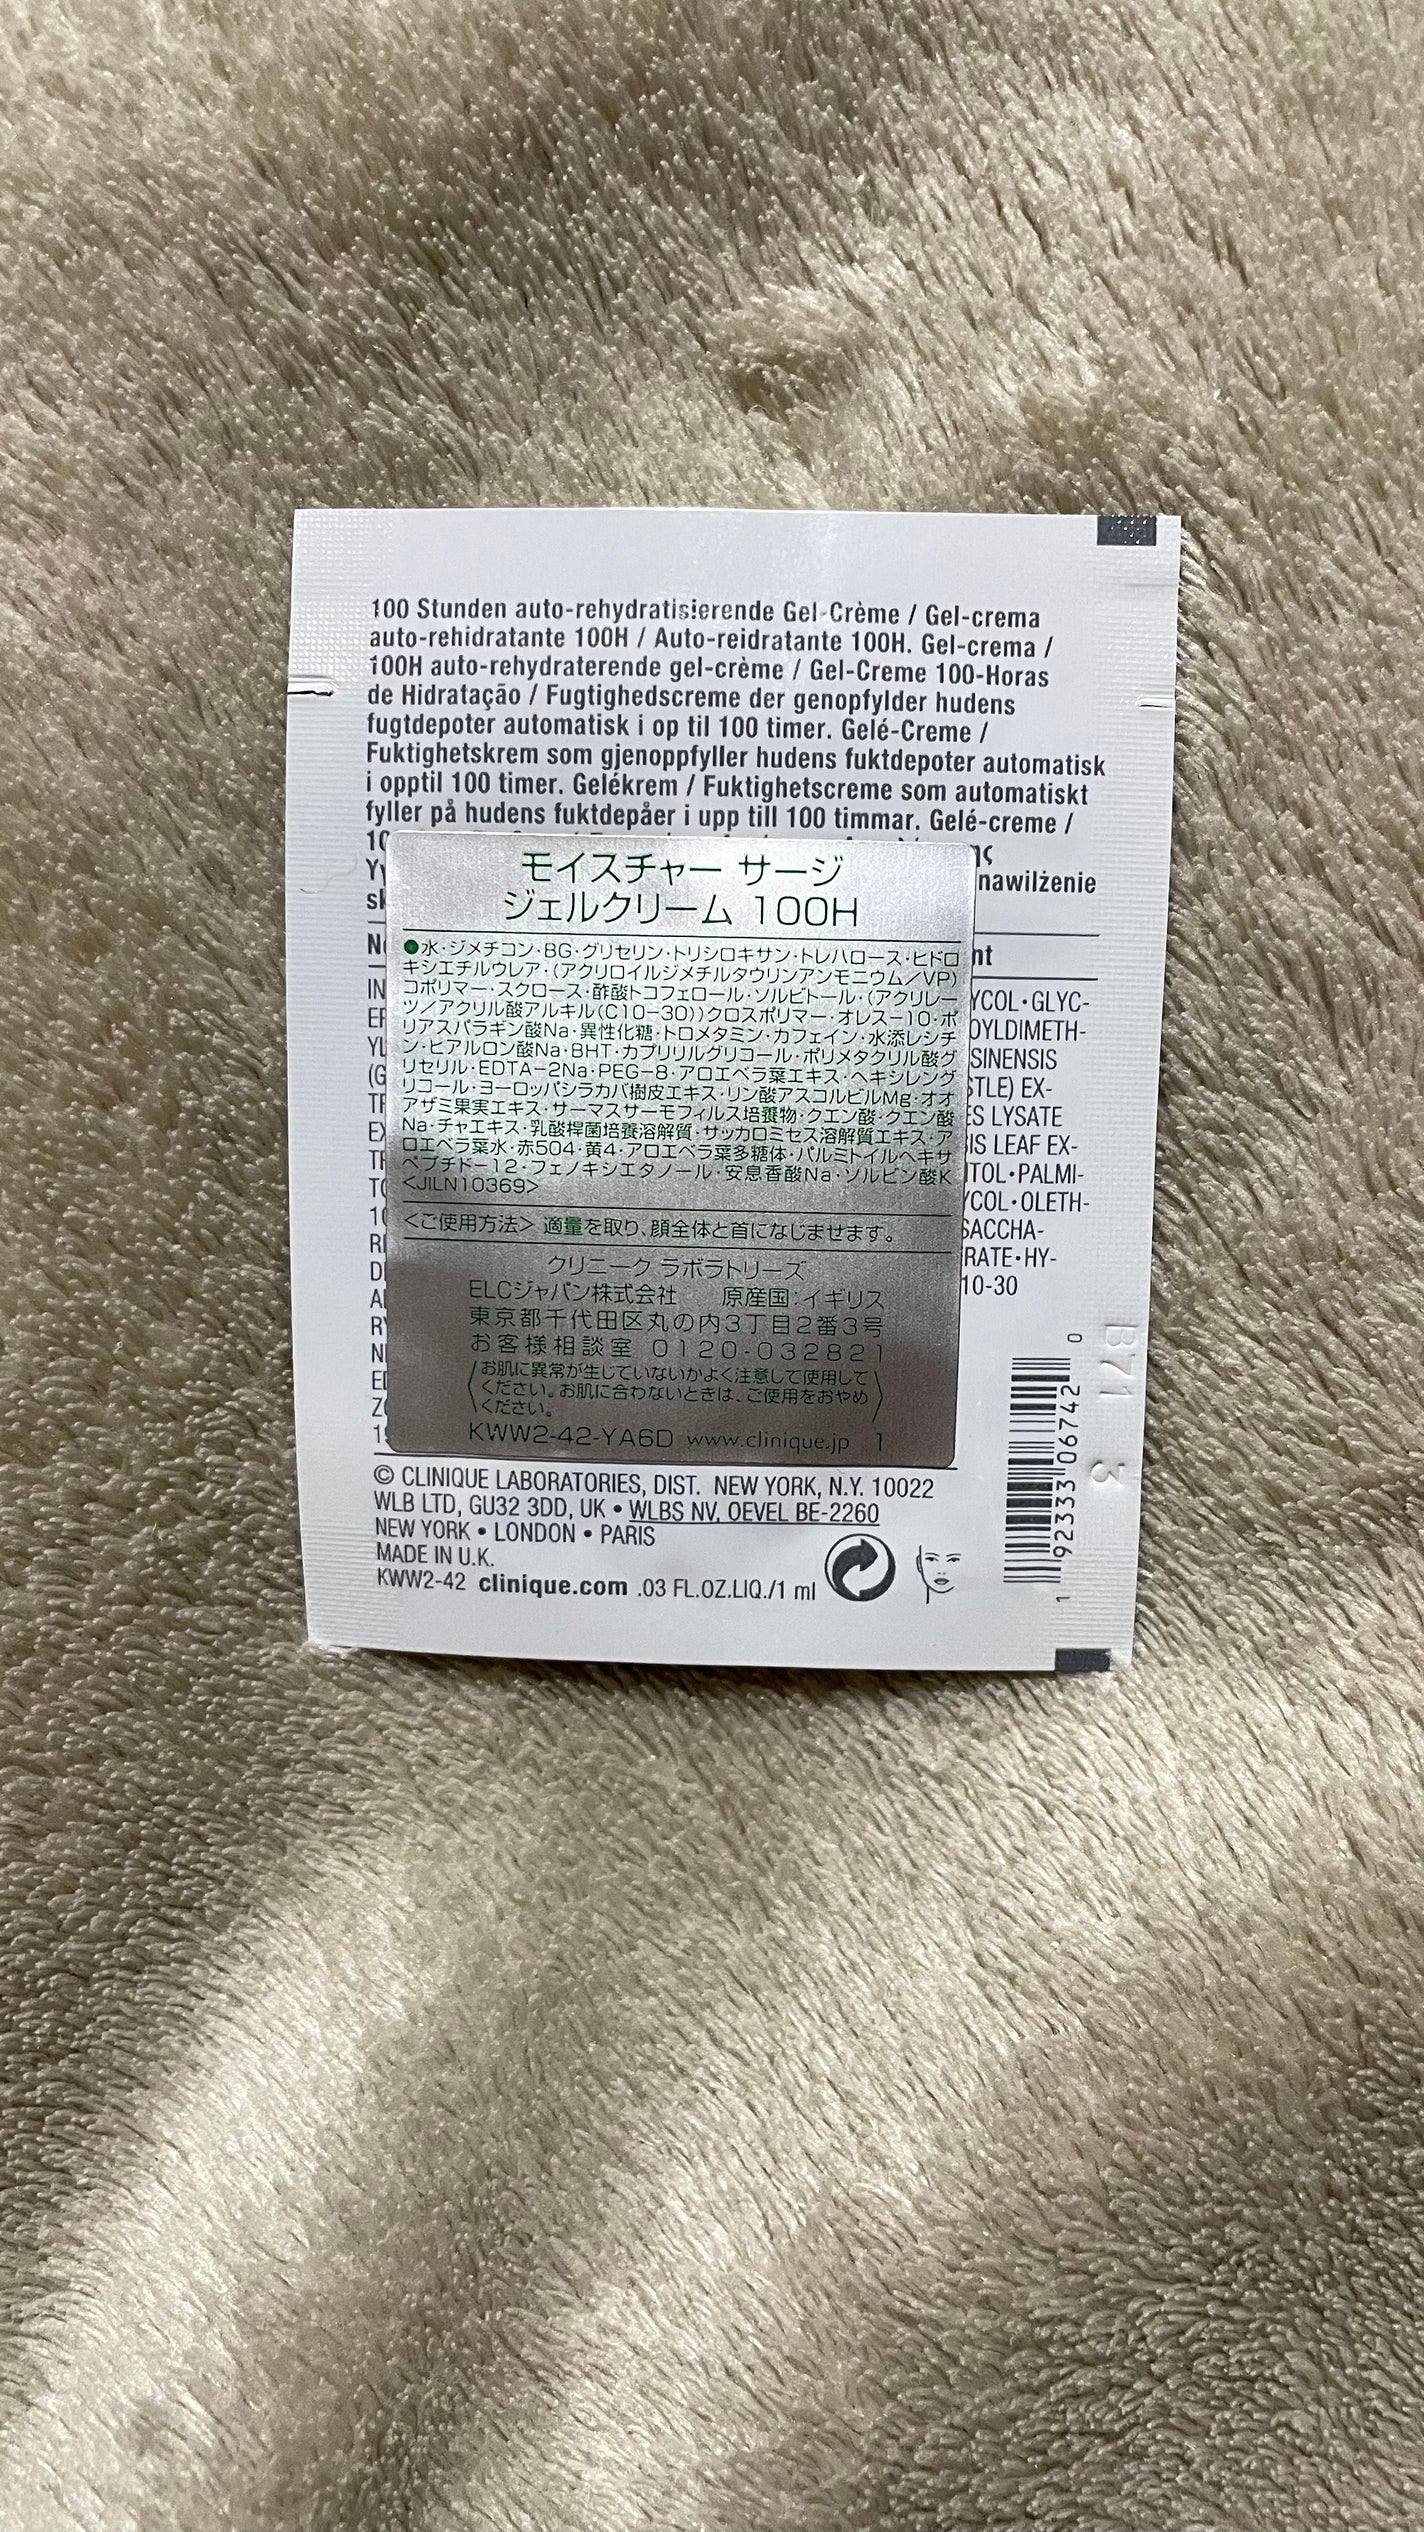 100 Stunden auto-rehydratisierende Gel-Crème / Gel-crema
auto-rehidratante 100H / Auto-reidratante 100H. Gel-crema /
100H auto-rehydraterende gel-crème / Gel-Creme 100-Horas
de Hidratação / Fugtighedscreme der genopfylder hudens
fugtdepoter automatisk i op til 100 timer. Gelé-Creme /
Fuktighetskrem som gjenoppfyller hudens fuktdepoter automatisk
i opptil 100 timer. Gelékrem / Fuktighetscreme som automatiskt
fyller på hudens fuktdepåer i upp till 100 timmar. Gelé-creme /
nawilżenie
モイスチャー サージ
ジェルクリーム 100H
●水・ジメチコン・BG・グリセリン・トリシロキサン・トレハロース・ヒドロ
キシエチルウレア・(アクリロイルジメチルタウリンアンモニウム/VP)
コポリマー・スクロース・酢酸トコフェロール・ソルビトール・(アクリレー
ツ/アクリル酸アルキル(C10-30))クロスポリマー・オレス-10・ポ
リアスパラギン酸Na・異性化糖・トロメタミン・カフェイン・水添レシチ
ン・ヒアルロン酸Na・BHT・カプリリルグリコール・ポリメタクリル酸グ
リセリル・EDTA-2Na・PEG-8・アロエベラ葉エキス・ヘキシレング
リコール・ヨーロッパシラカバ樹皮エキス・リン酸アスコルビルMg・オオ
アザミ果実エキス・サーマスサーモフィルス培養物・クエン酸・クエン酸
Na・チャエキス・乳酸桿菌培養溶解質・サッカロミセス溶解質エキス・ア
ロエベラ葉水・赤504・黄4・アロエベラ葉多糖体・パルミトイルヘキサ
ペプチド-12・フェノキシエタノール・安息香酸Na・ソルビン酸K
<JILN10369>
<ご使用方法> 適量を取り、顔全体と首になじませます。
クリニーク ラボラトリーズ
ELCジャパン株式会社 原産国:イギリス
東京都千代田区丸の内3丁目2番3号
お客様相談室 0120-032821
お肌に異常が生じていないかよく注意して使用して
ください。お肌に合わないときは、ご使用をおやめ
ください。
KWW2-42-YA6D www.clinique.jp 1
YCOL•GLYC-
OYLDIMETH-
SINENSIS
STLE) EX-
ES LYSATE
IS LEAF EX-
ITOL•PALMI-
YCOL•OLETH-
SACCHA-
RATE•HY-
10-30
© CLINIQUE LABORATORIES, DIST. NEW YORK, N.Y. 10022
WLB LTD, GU32 3DD, UK • WLBS NV, OEVEL BE-2260
NEW YORK • LONDON • PARIS
MADE IN U.K.
KWW2-42 clinique.com .03 FL.OZ.LIQ./1 ml
1 92333 06742 0
B71 3